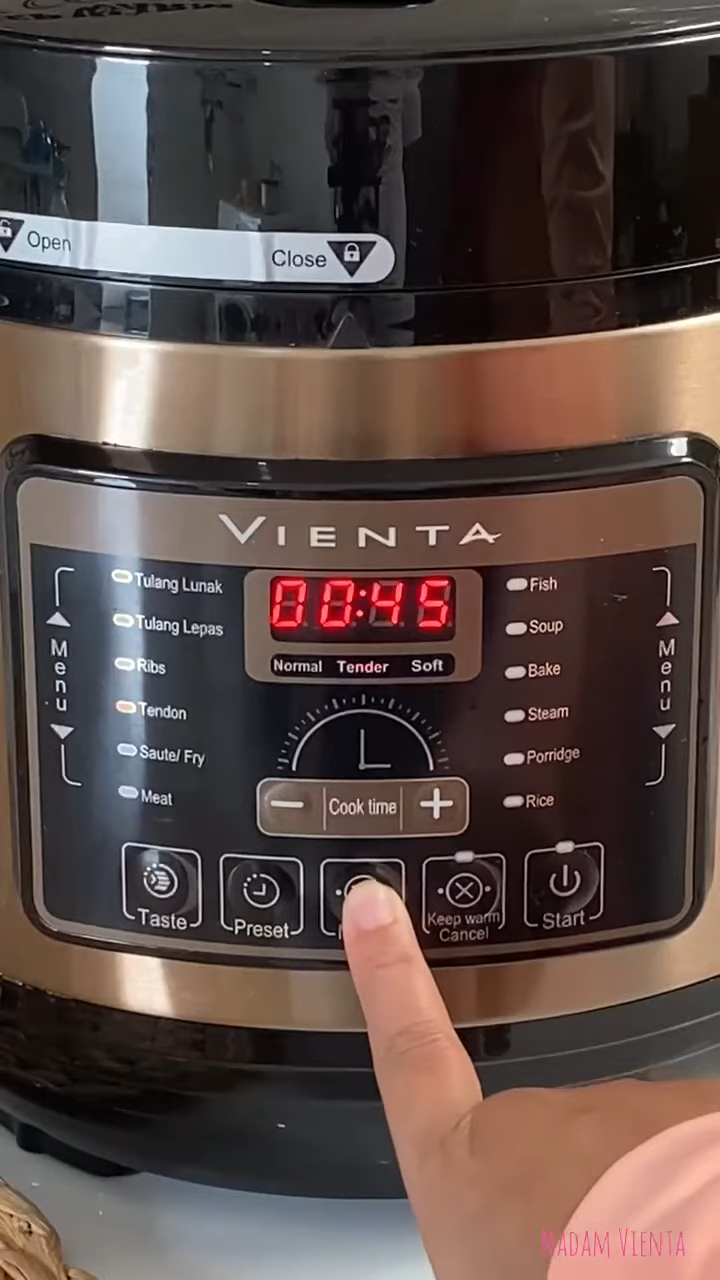 Open
Close
VIENTA
Tulang Lunak
Tulang Lepas
Ribs
Tendon
Saute/ Fry
Meat
Menu
00:45
Normal Tender Soft
Cook time
Fish
Soup
Bake
Steam
Porridge
Rice
Menu
Taste
Preset
Keep warm
Cancel
Start
MADAM VIENTA